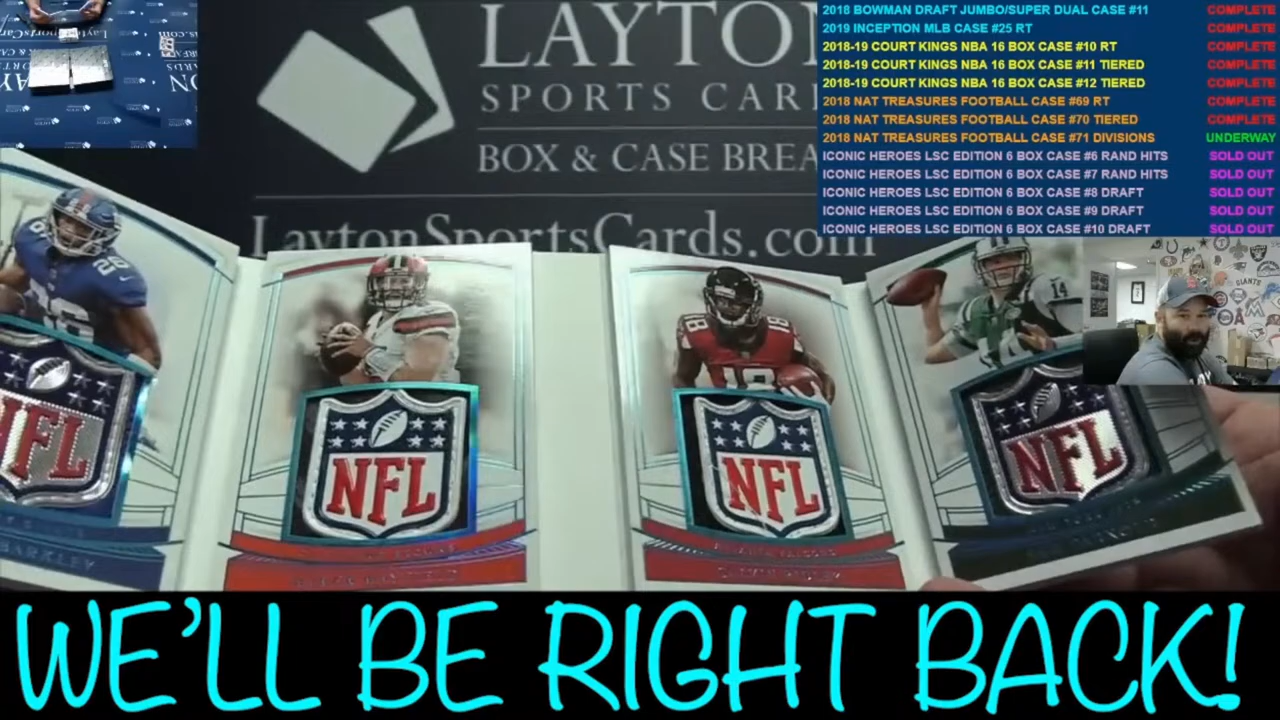 LAYTON
SPORTS CAR
BOX & CASE BREA
LaytonSportsCards.com
2018 BOWMAN DRAFT JUMBO/SUPER DUAL CASE #11 COMPLETE
2019 INCEPTION MLB CASE #25 RT COMPLETE
2018-19 COURT KINGS NBA 16 BOX CASE #10 RT COMPLETE
2018-19 COURT KINGS NBA 16 BOX CASE #11 TIERED COMPLETE
2018-19 COURT KINGS NBA 16 BOX CASE #12 TIERED COMPLETE
2018 NAT TREASURES FOOTBALL CASE #69 RT COMPLETE
2018 NAT TREASURES FOOTBALL CASE #70 TIERED COMPLETE
2018 NAT TREASURES FOOTBALL CASE #71 DIVISIONS UNDERWAY
ICONIC HEROES LSC EDITION 6 BOX CASE #6 RAND HITS SOLD OUT
ICONIC HEROES LSC EDITION 6 BOX CASE #7 RAND HITS SOLD OUT
ICONIC HEROES LSC EDITION 6 BOX CASE #8 DRAFT SOLD OUT
ICONIC HEROES LSC EDITION 6 BOX CASE #9 DRAFT SOLD OUT
ICONIC HEROES LSC EDITION 6 BOX CASE #10 DRAFT SOLD OUT
GIANTS
26
18
18
14
NFL
NFL
NFL
NFL
WE'LL BE RIGHT BACK!